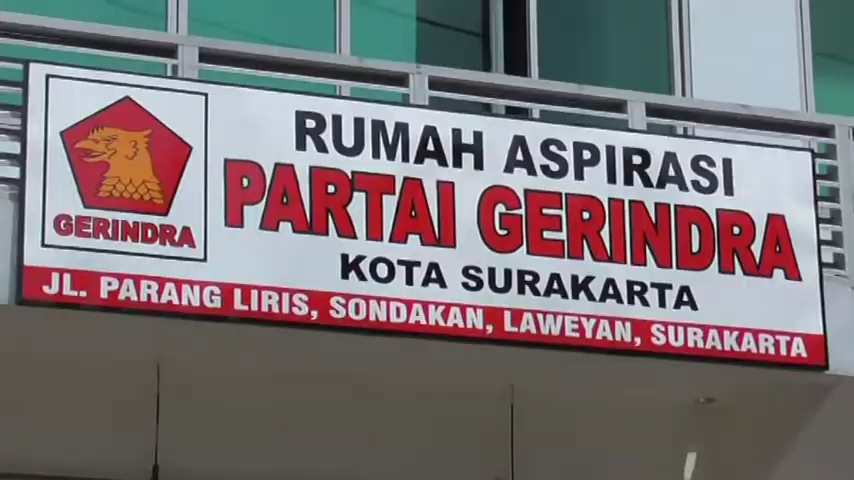 RUMAH ASPIRASI
PARTAI GERINDRA
KOTA SURAKARTA
GERINDRA
JL. PARANG LIRIS, SONDAKAN, LAWEYAN, SURAKARTA